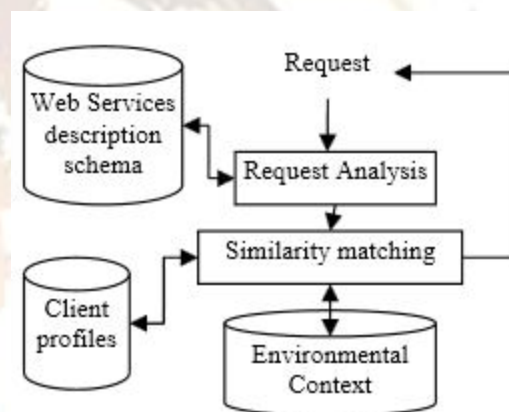 Request
Web Services
description
schema
Request Analysis
Similarity matching
Client
profiles
Environmental
Context